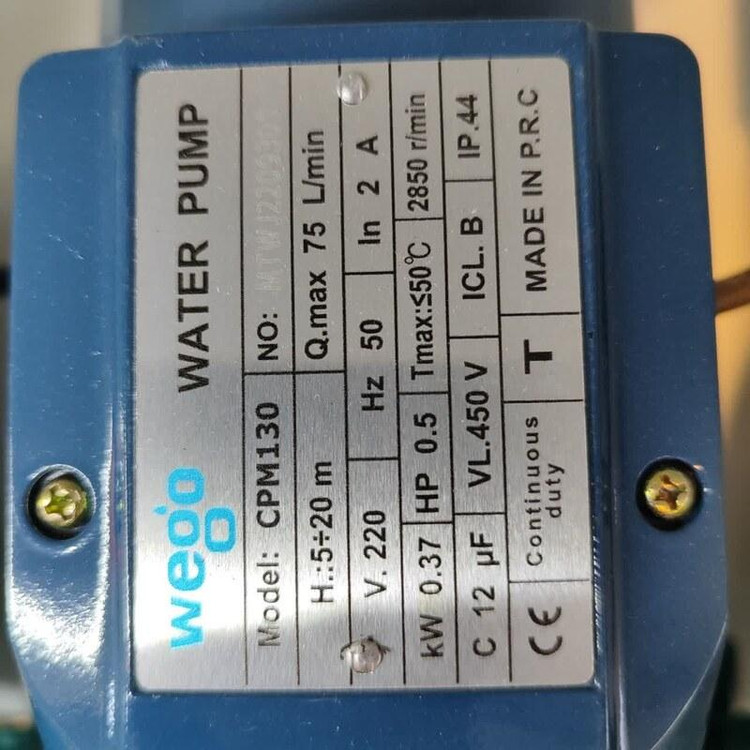 wego WATER PUMP
Model: CPM130 NO:
H.:5÷20 m Q.max 75 L/min
V. 220 Hz 50 In 2 A
kW 0.37 HP 0.5 Tmax:≤50℃ 2850 r/min
C 12 μF VL.450 V ICL. B IP.44
CE Continuous duty T MADE IN P.R.C